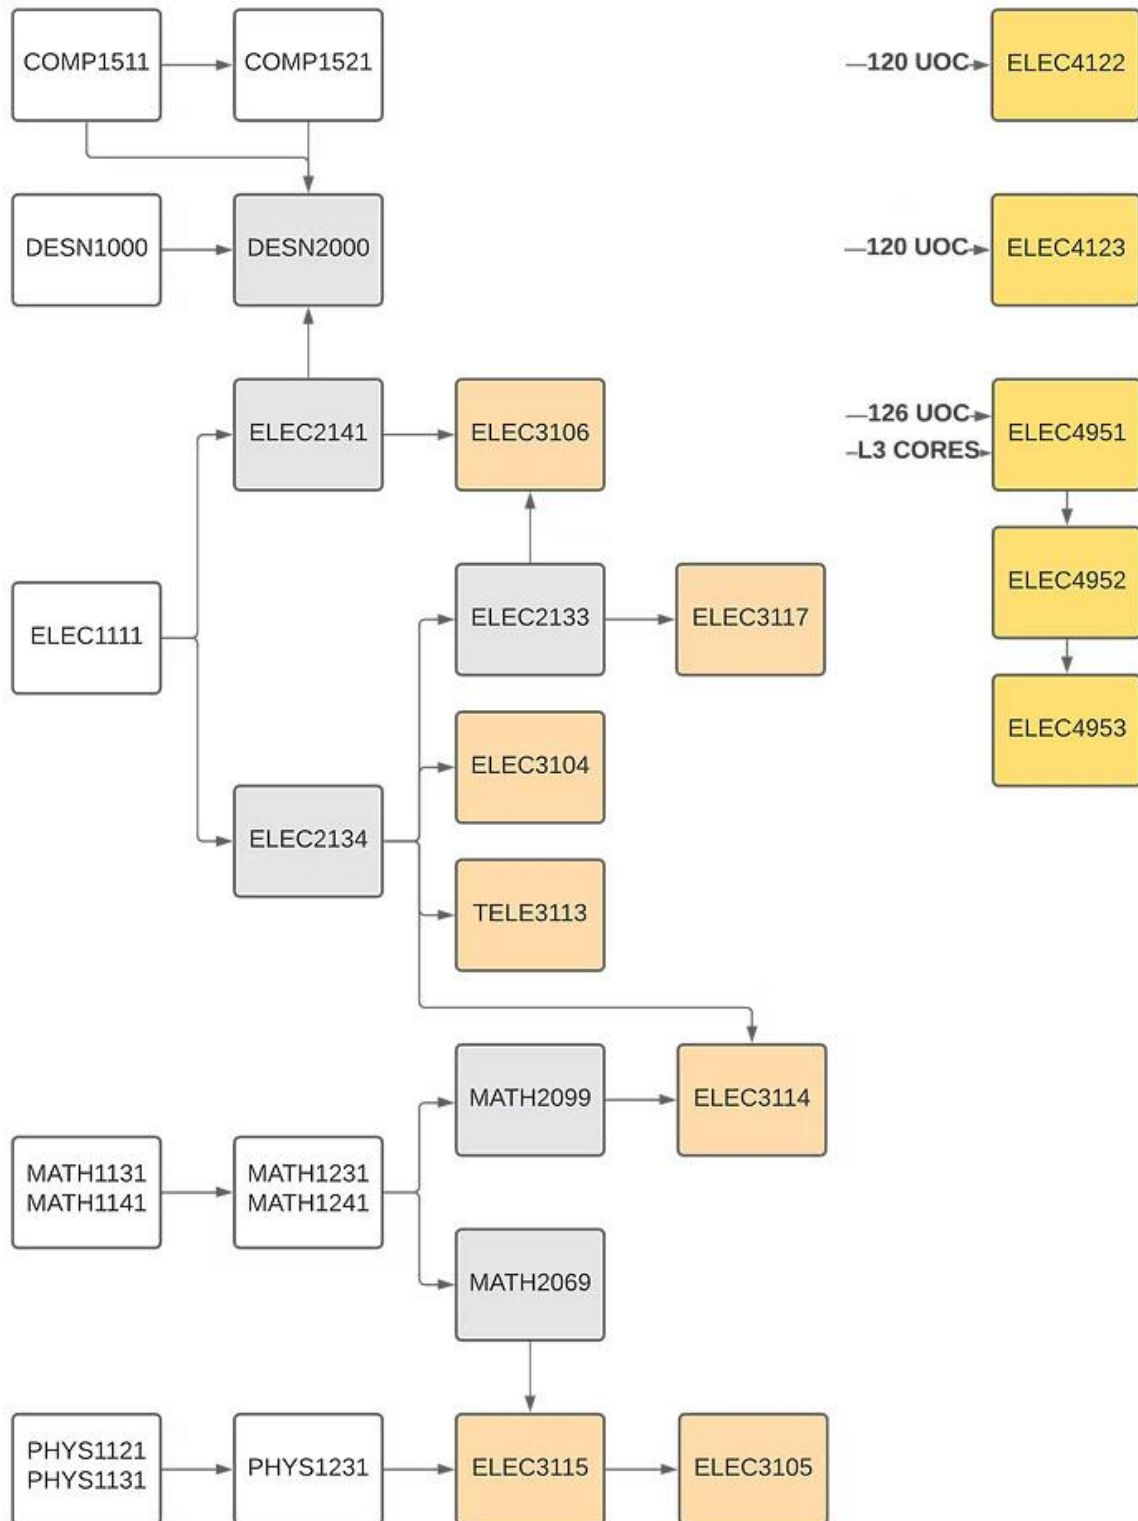 COMP1511
COMP1521
120 UOC
ELEC4122
DESN1000
DESN2000
120 UOC
ELEC4123
ELEC2141
ELEC3106
126 UOC
L3 CORES
ELEC4951
ELEC1111
ELEC2133
ELEC3117
ELEC4952
ELEC3104
ELEC4953
ELEC2134
TELE3113
MATH2099
ELEC3114
MATH1131
MATH1141
MATH1231
MATH1241
MATH2069
PHYS1121
PHYS1131
PHYS1231
ELEC3115
ELEC3105